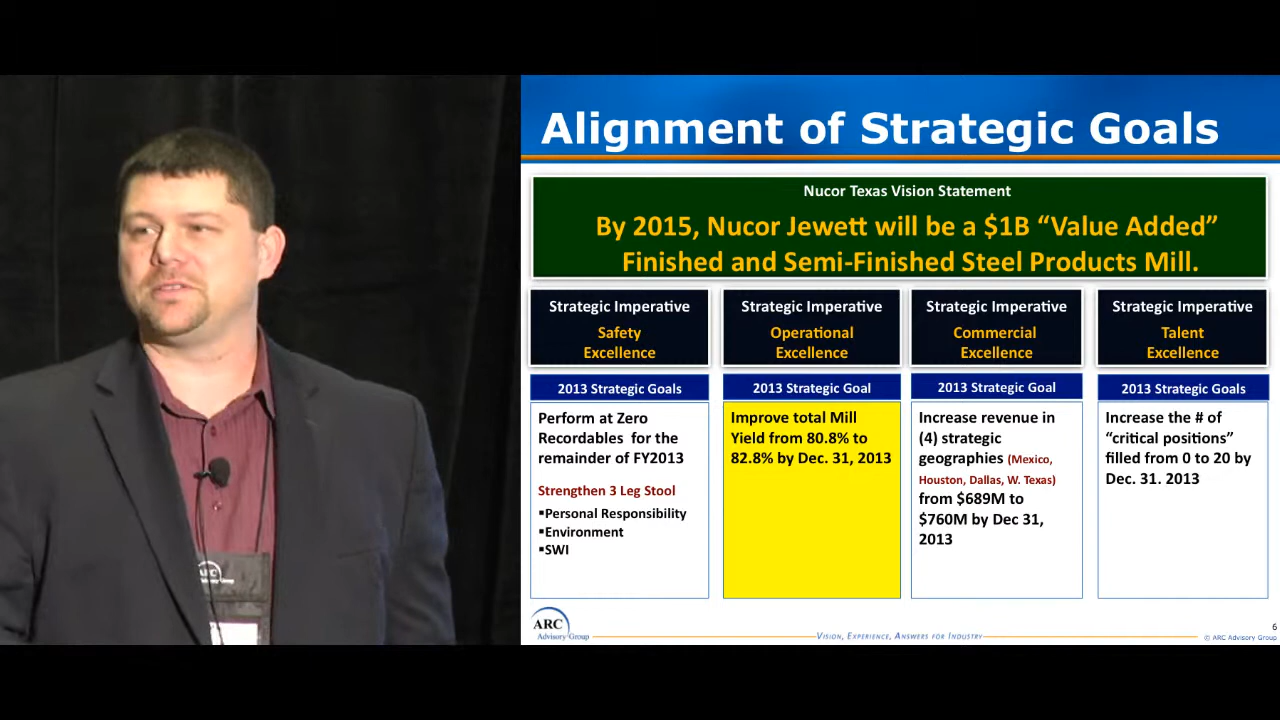 Alignment of Strategic Goals
Nucor Texas Vision Statement
By 2015, Nucor Jewett will be a $1B “Value Added”
Finished and Semi-Finished Steel Products Mill.
Strategic Imperative
Safety
Excellence
2013 Strategic Goals
Perform at Zero
Recordables for the
remainder of FY2013
Strengthen 3 Leg Stool
▪Personal Responsibility
▪Environment
▪SWI
Strategic Imperative
Operational
Excellence
2013 Strategic Goal
Improve total Mill
Yield from 80.8% to
82.8% by Dec. 31, 2013
Strategic Imperative
Commercial
Excellence
2013 Strategic Goal
Increase revenue in
(4) strategic
geographies (Mexico,
Houston, Dallas, W. Texas)
from $689M to
$760M by Dec 31,
2013
Strategic Imperative
Talent
Excellence
2013 Strategic Goals
Increase the # of
“critical positions”
filled from 0 to 20 by
Dec. 31. 2013
ARC
Advisory Group
VISION, EXPERIENCE, ANSWERS FOR INDUSTRY
6
© ARC Advisory Group
ARC
Advisory Group